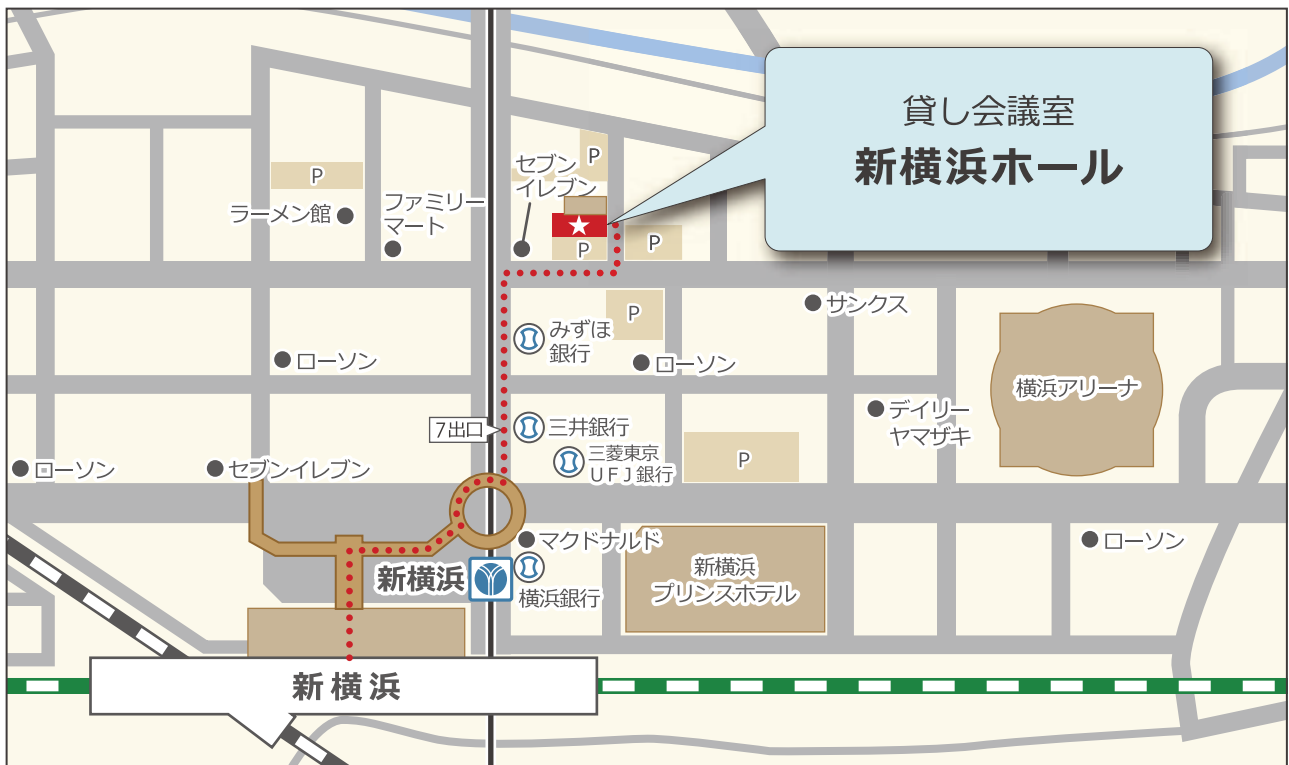 貸し会議室
新横浜ホール
P
セブン
イレブン
P
ラーメン館
ファミリー
マート
P
P
サンクス
P
みずほ
銀行
ローソン
ローソン
横浜アリーナ
デイリー
ヤマザキ
7出口
三井銀行
三菱東京
UFJ銀行
P
ローソン
セブンイレブン
マクドナルド
ローソン
新横浜
プリンスホテル
新横浜
横浜銀行
新横浜